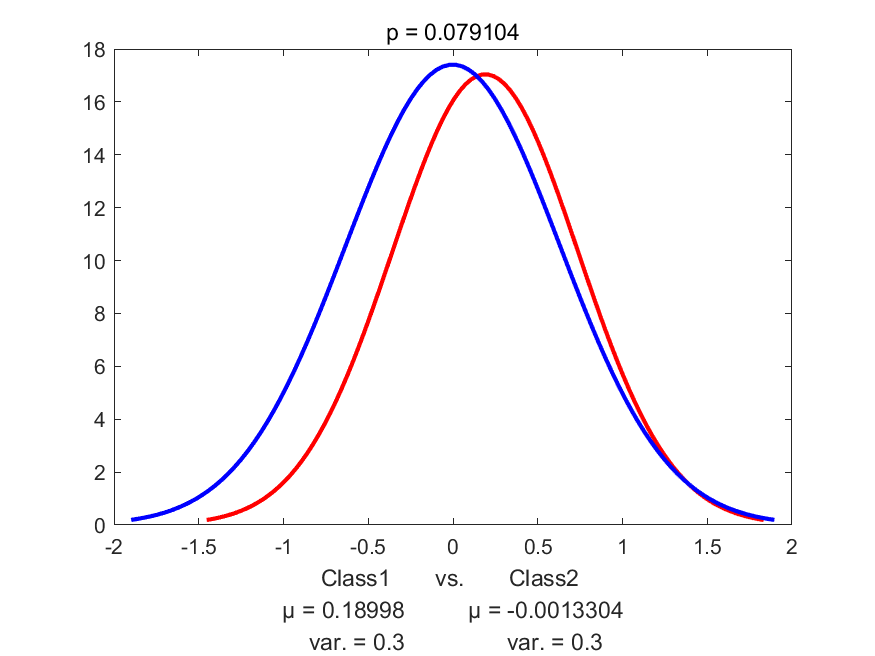 p = 0.079104
18
16
14
12
10
8
6
4
2
0
-2 -1.5 -1 -0.5 0 0.5 1 1.5 2
Class1 vs. Class2
μ = 0.18998 μ = -0.0013304
var. = 0.3 var. = 0.3